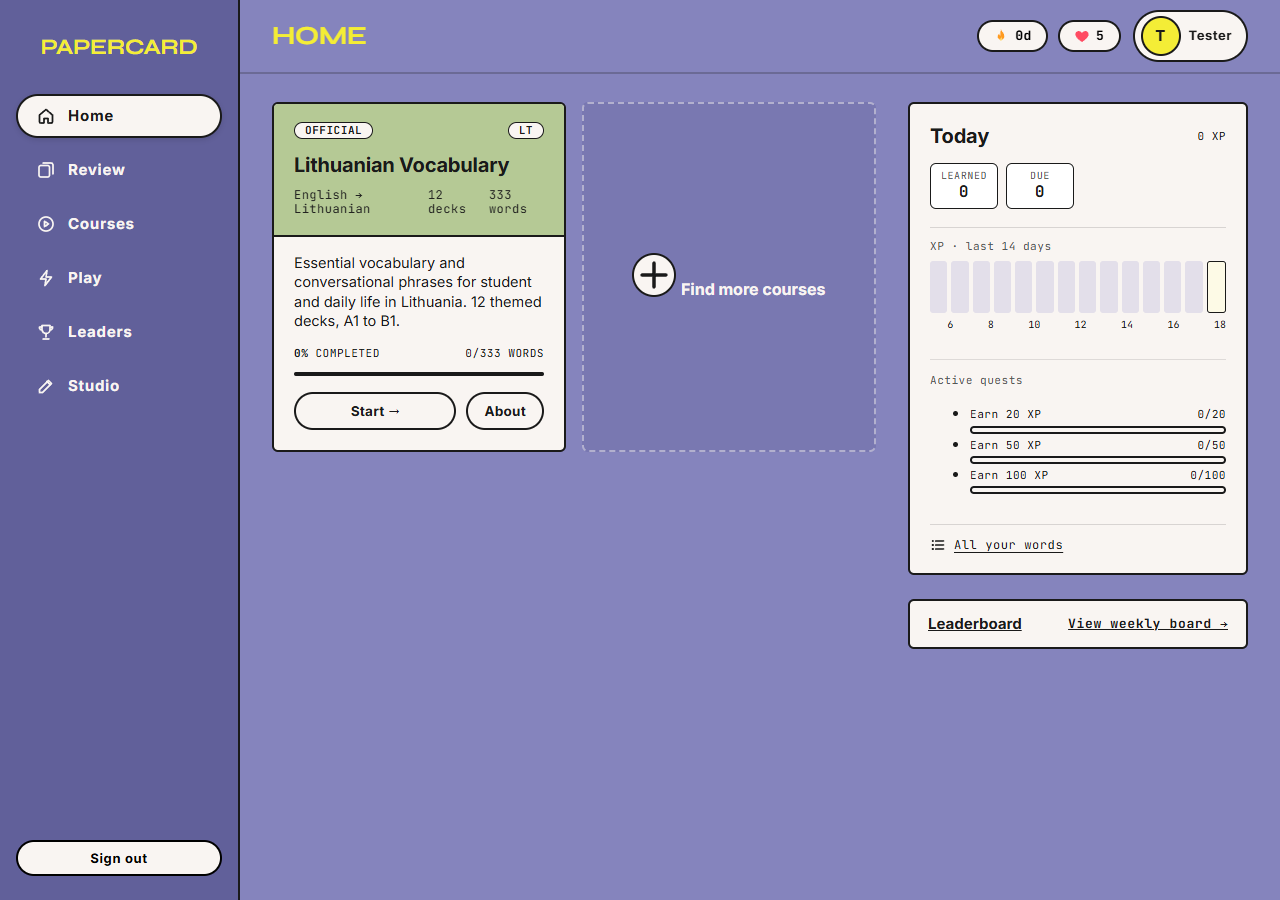 PAPERCARD
Home
Review
Courses
Play
Leaders
Studio
Sign out
HOME
0d
5
T
Tester
OFFICIAL
LT
Lithuanian Vocabulary
English → Lithuanian
12 decks
333 words
Essential vocabulary and
conversational phrases for student
and daily life in Lithuania. 12 themed
decks, A1 to B1.
0% COMPLETED
0/333 WORDS
Start →
About
Find more courses
Today
0 XP
LEARNED
0
DUE
0
XP · last 14 days
6 8 10 12 14 16 18
Active quests
Earn 20 XP 0/20
Earn 50 XP 0/50
Earn 100 XP 0/100
All your words
Leaderboard
View weekly board →